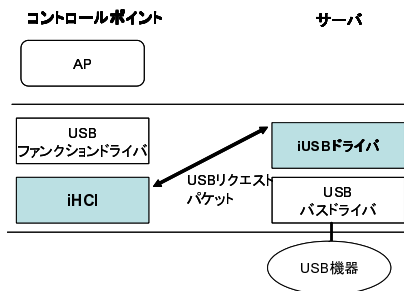 コントロールポイント
サーバ
AP
USB
ファンクションドライバ
iUSBドライバ
USBリクエスト
パケット
iHCI
USB
バスドライバ
USB機器